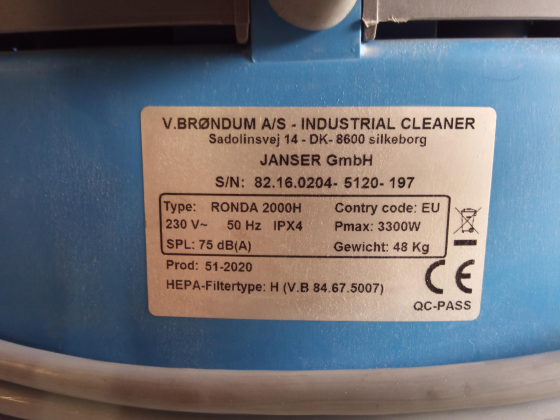 V.BRØNDUM A/S - INDUSTRIAL CLEANER
Sadolinsvej 14 - DK- 8600 silkeborg
JANSER GmbH
S/N: 82.16.0204- 5120- 197
Type: RONDA 2000H Contry code: EU
230 V~ 50 Hz IPX4 Pmax: 3300W
SPL: 75 dB(A) Gewicht: 48 Kg
Prod: 51-2020
HEPA-Filtertype: H (V.B 84.67.5007)
CE
QC-PASS